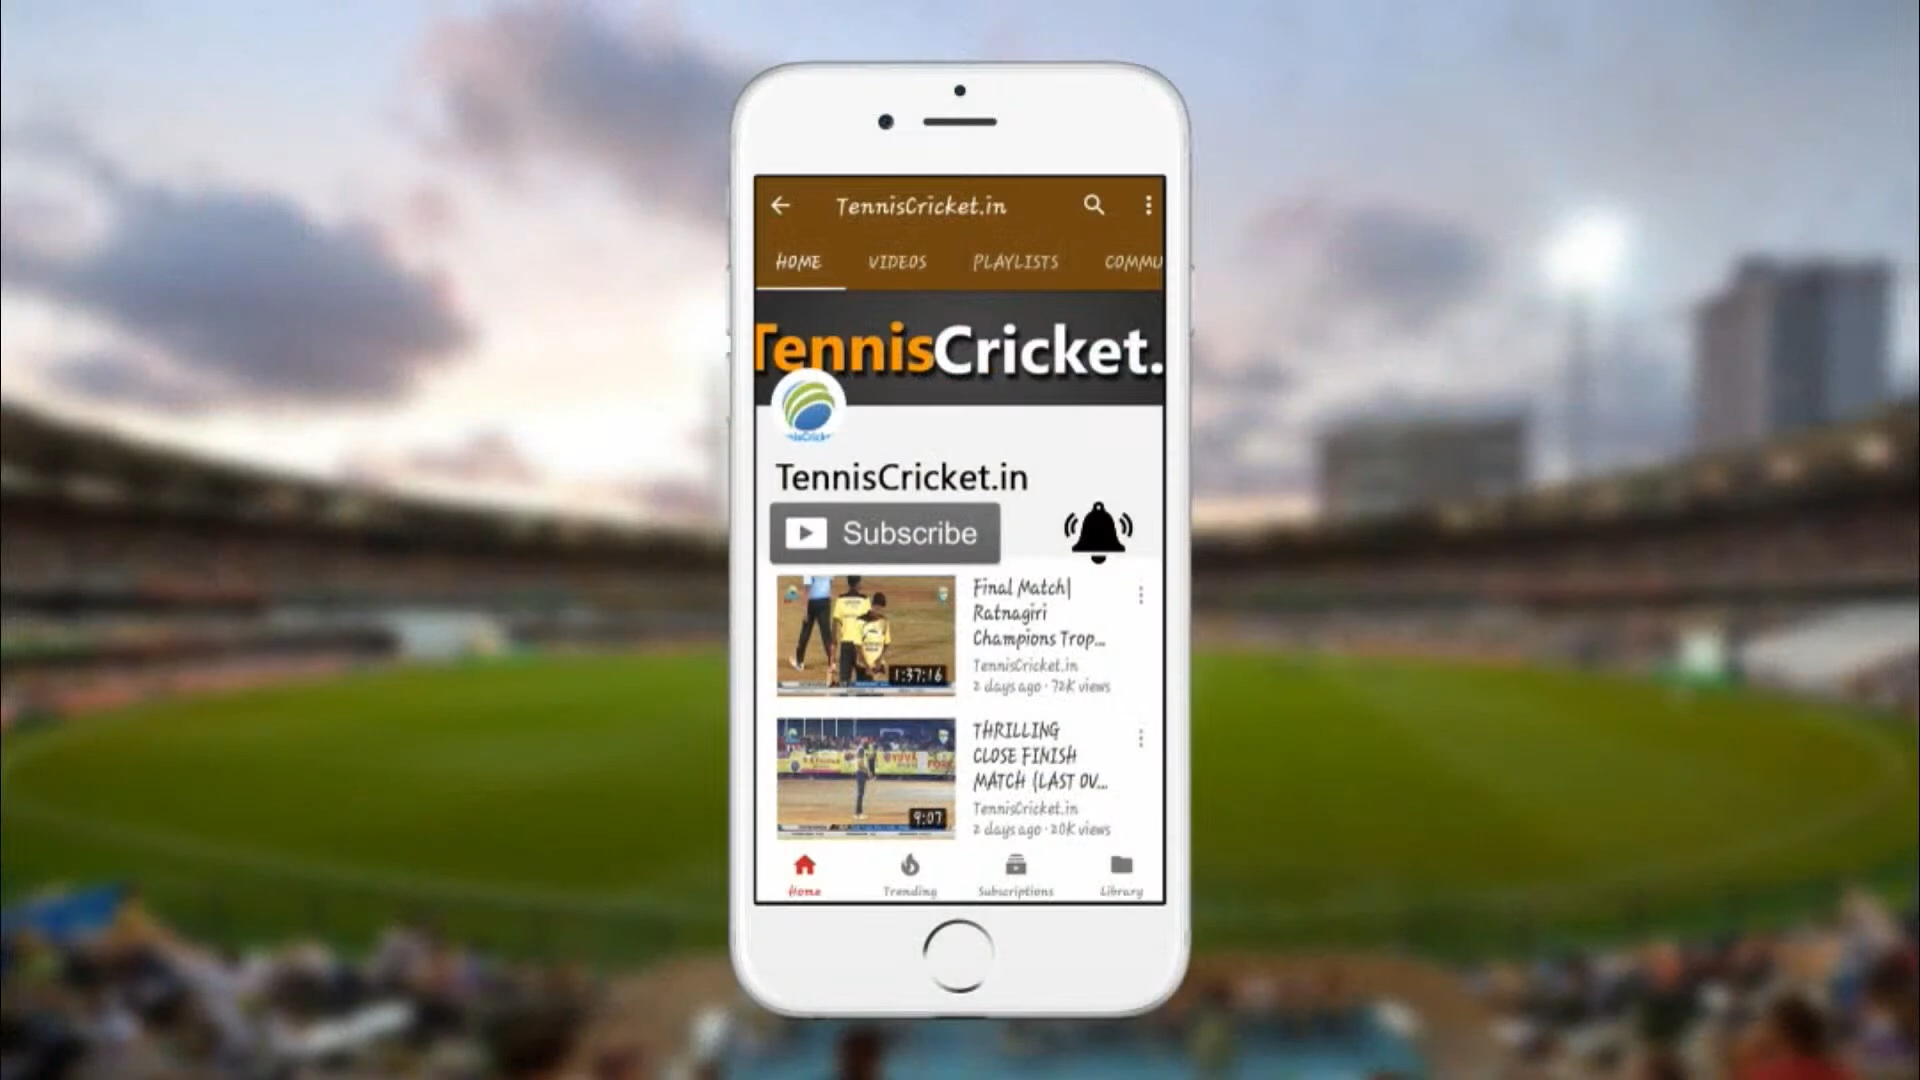 TennisCricket.in
HOME VIDEOS PLAYLISTS COMMU
TennisCricket.
TennisCricket.in
Subscribe
Final Match|
Ratnagiri
Champions Trop...
TennisCricket.in
2 days ago · 72K views
1:37:16
THRILLING
CLOSE FINISH
MATCH (LAST OV...
TennisCricket.in
2 days ago · 20K views
9:07
Home Trending Subscriptions Library